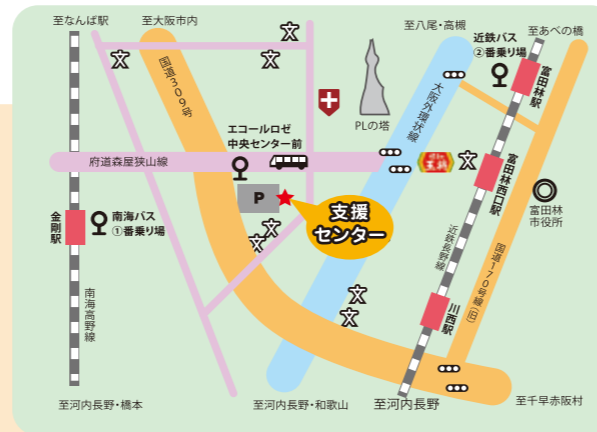 至なんば駅
至大阪市内
至八尾・高槻
至あべの橋
近鉄バス
②番乗り場
国道309号
富田林駅
PLの塔
大阪外環状線
エコールロゼ
中央センター前
府道森屋狭山線
王将
富田林西口駅
P
支援
センター
富田林
市役所
南海バス
①番乗り場
金剛駅
近鉄長野線
国道170号線(旧)
川西駅
南海高野線
至河内長野・橋本
至河内長野・和歌山
至河内長野
至千早赤阪村